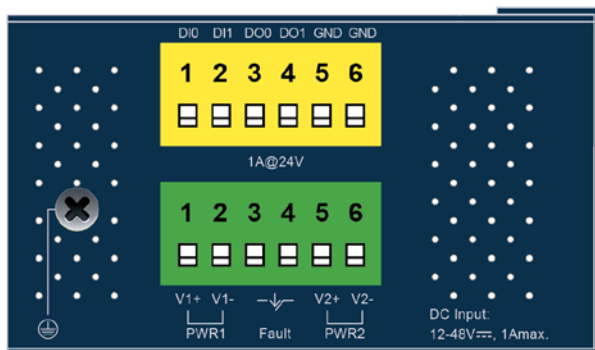 DI0 DI1 DO0 DO1 GND GND
1 2 3 4 5 6
1A@24V
1 2 3 4 5 6
V1+ V1- V2+ V2-
PWR1 Fault PWR2
DC Input:
12-48V⎓, 1Amax.